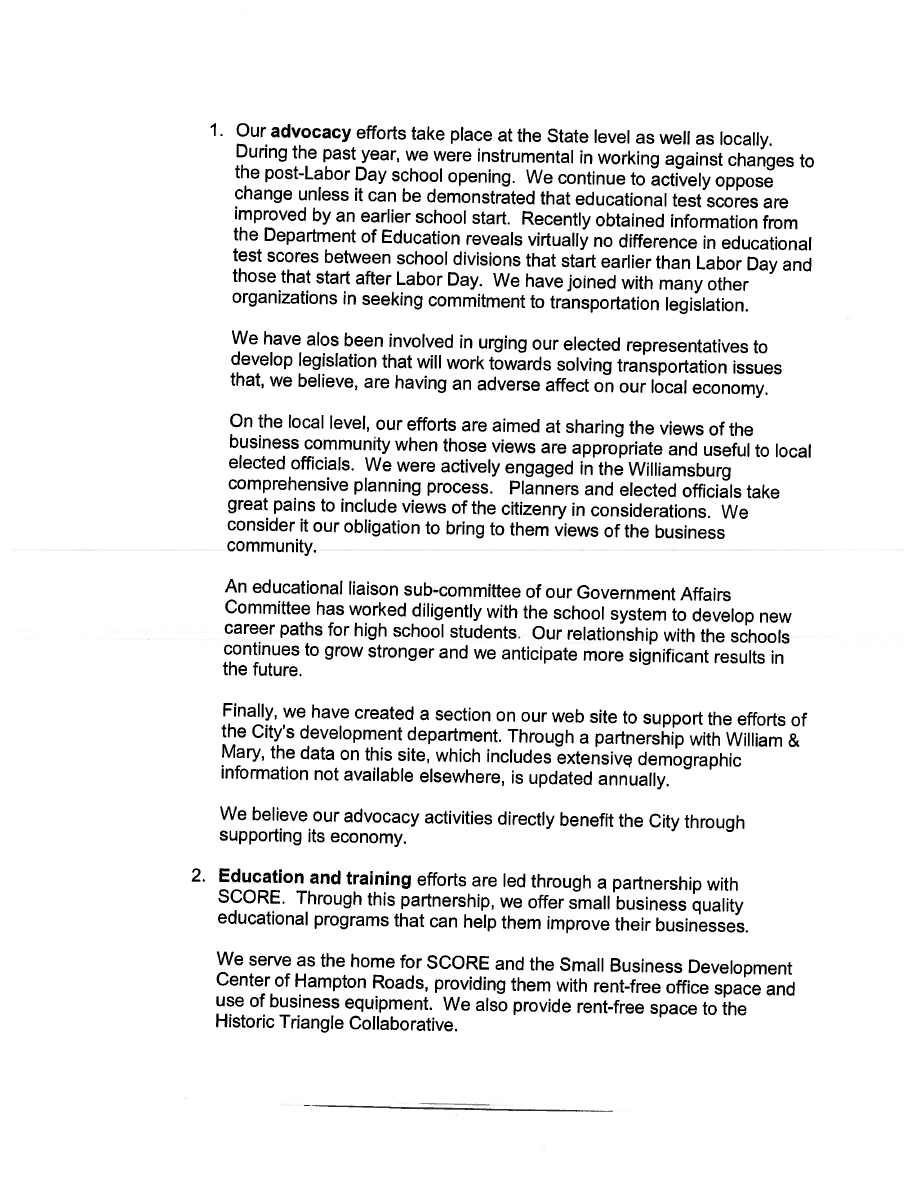 1. Our advocacy efforts take place at the State level as well as locally.
During the past year, we were instrumental in working against changes to
the post-Labor Day school opening. We continue to actively oppose
change unless it can be demonstrated that educational test scores are
improved by an earlier school start. Recently obtained information from
the Department of Education reveals virtually no difference in educational
test scores between school divisions that start earlier than Labor Day and
those that start after Labor Day. We have joined with many other
organizations in seeking commitment to transportation legislation.
We have alos been involved in urging our elected representatives to
develop legislation that will work towards solving transportation issues
that, we believe, are having an adverse affect on our local economy.
On the local level, our efforts are aimed at sharing the views of the
business community when those views are appropriate and useful to local
elected officials. We were actively engaged in the Williamsburg
comprehensive planning process. Planners and elected officials take
great pains to include views of the citizenry in considerations. We
consider it our obligation to bring to them views of the business
community.
An educational liaison sub-committee of our Government Affairs
Committee has worked diligently with the school system to develop new
career paths for high school students. Our relationship with the schools
continues to grow stronger and we anticipate more significant results in
the future.
Finally, we have created a section on our web site to support the efforts of
the City's development department. Through a partnership with William &
Mary, the data on this site, which includes extensive demographic
information not available elsewhere, is updated annually.
We believe our advocacy activities directly benefit the City through
supporting its economy.
2. Education and training efforts are led through a partnership with
SCORE. Through this partnership, we offer small business quality
educational programs that can help them improve their businesses.
We serve as the home for SCORE and the Small Business Development
Center of Hampton Roads, providing them with rent-free office space and
use of business equipment. We also provide rent-free space to the
Historic Triangle Collaborative.